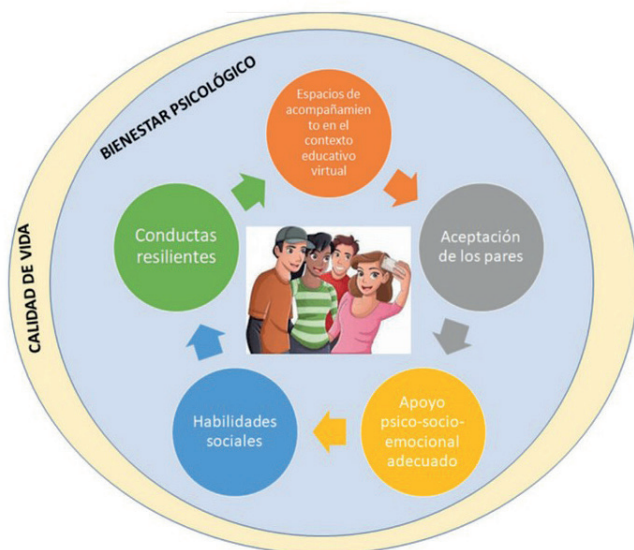 BIENESTAR PSICOLÓGICO
CALIDAD DE VIDA
Espacios de
acompañamien
to en el
contexto
educativo
virtual
Aceptación
de los pares
Apoyo
psico-socio-
emocional
adecuado
Habilidades
sociales
Conductas
resilientes